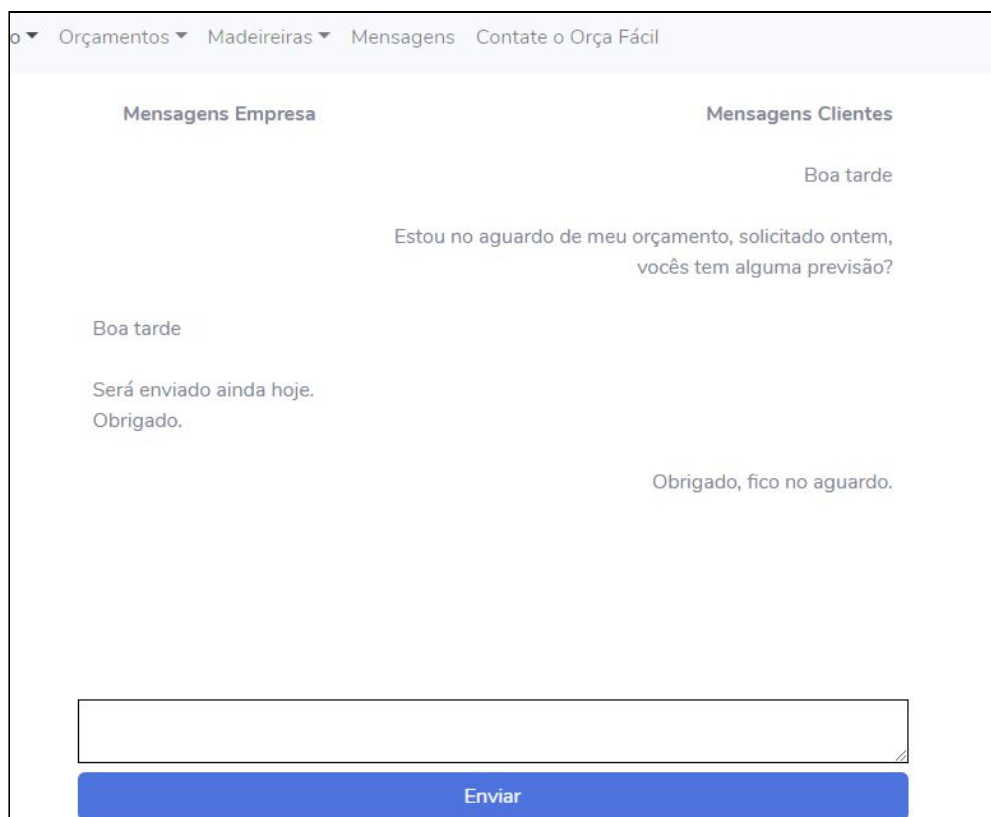 o Orçamentos Madeireiras Mensagens Contate o Orça Fácil
Mensagens Empresa Mensagens Clientes
Boa tarde
Estou no aguardo de meu orçamento, solicitado ontem,
vocês tem alguma previsão?
Boa tarde
Será enviado ainda hoje.
Obrigado.
Obrigado, fico no aguardo.
Enviar